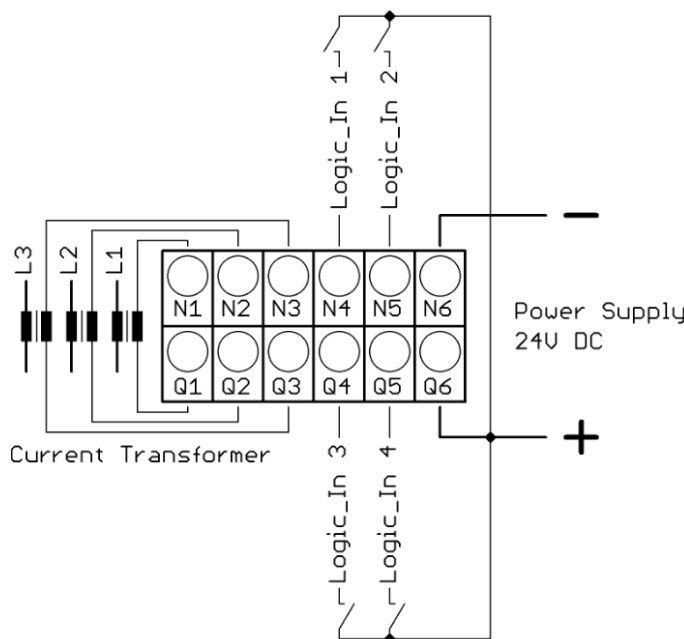 Logic_In 1
Logic_In 2
−
L3
L2
L1
N1 N2 N3 N4 N5 N6
Power Supply
24V DC
Q1 Q2 Q3 Q4 Q5 Q6
+
Current Transformer
Logic_In 3
Logic_In 4